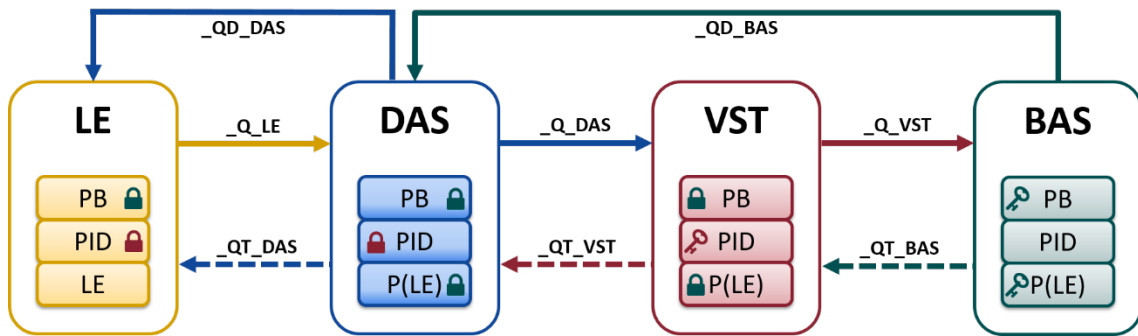 _QD_DAS
_QD_BAS
LE
DAS
VST
BAS
_Q_LE
_Q_DAS
_Q_VST
PB
PB
PB
PB
PID
PID
PID
PID
_QT_DAS
_QT_VST
_QT_BAS
LE
P(LE)
P(LE)
P(LE)